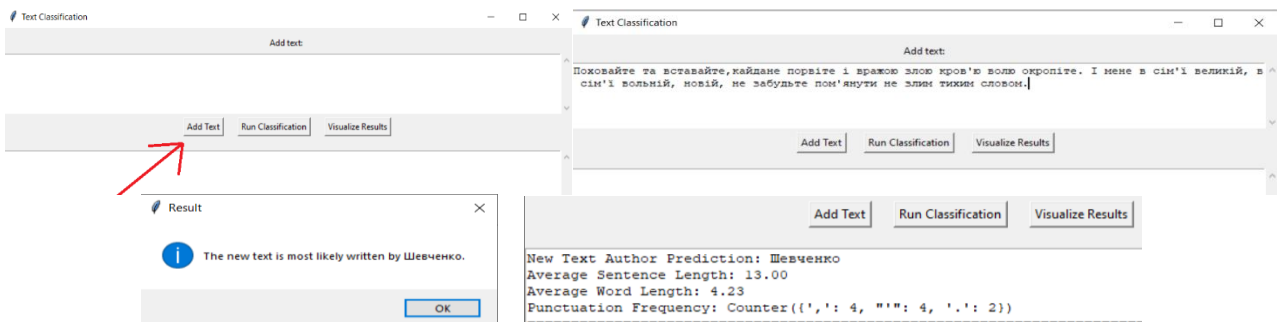 Text Classification
Add text:
Add Text Run Classification Visualize Results
Text Classification
Add text:
Поховайте та вставайте,кайдане порвіте і вражою злою кров'ю волю окропіте. І мене в сім'ї великій, в
сім'ї вольній, новій, не забудьте пом'янути не злим тихим словом.
Add Text Run Classification Visualize Results
Result
The new text is most likely written by Шевченко.
OK
Add Text Run Classification Visualize Results
New Text Author Prediction: Шевченко
Average Sentence Length: 13.00
Average Word Length: 4.23
Punctuation Frequency: Counter({',': 4, "'": 4, '.': 2})